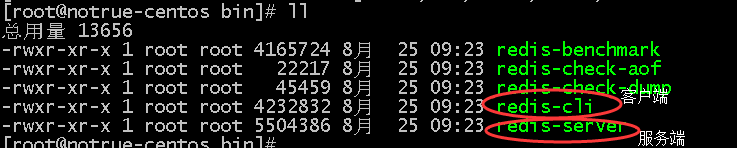 [root@notrue-centos bin]# ll
总用量 13656
-rwxr-xr-x 1 root root 4165724 8月  25 09:23 redis-benchmark
-rwxr-xr-x 1 root root   22217 8月  25 09:23 redis-check-aof
-rwxr-xr-x 1 root root   45459 8月  25 09:23 redis-check-dump
-rwxr-xr-x 1 root root 4232832 8月  25 09:23 redis-cli 客户端
-rwxr-xr-x 1 root root 5504386 8月  25 09:23 redis-server
[root@notrue-centos bin]# 服务端